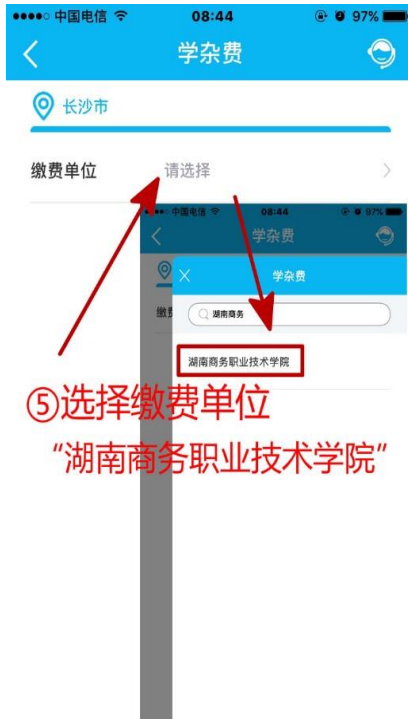 中国电信 08:44 97%
学杂费
长沙市
缴费单位 请选择
中国电信 08:44 97%
学杂费
学杂费
缴费
湖南商务
湖南商务职业技术学院
⑤选择缴费单位
“湖南商务职业技术学院”